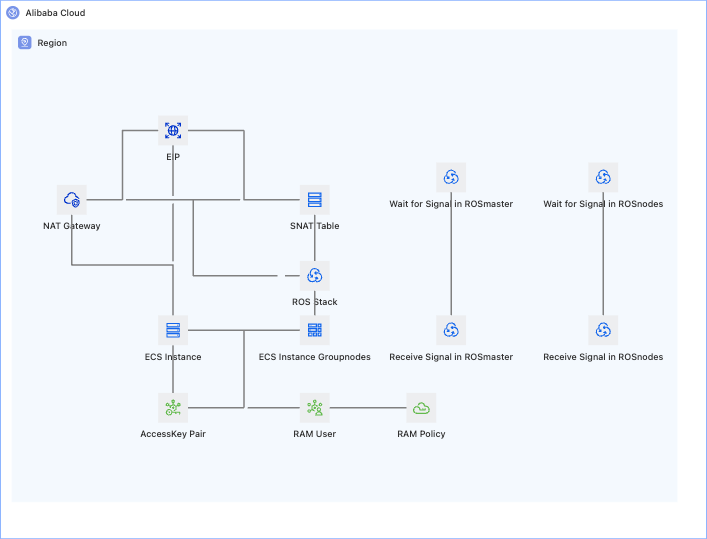 Alibaba Cloud
Region
EIP
Wait for Signal in ROSmaster
Wait for Signal in ROSnodes
NAT Gateway
SNAT Table
ROS Stack
ECS Instance
ECS Instance Groupnodes
Receive Signal in ROSmaster
Receive Signal in ROSnodes
AccessKey Pair
RAM User
RAM Policy